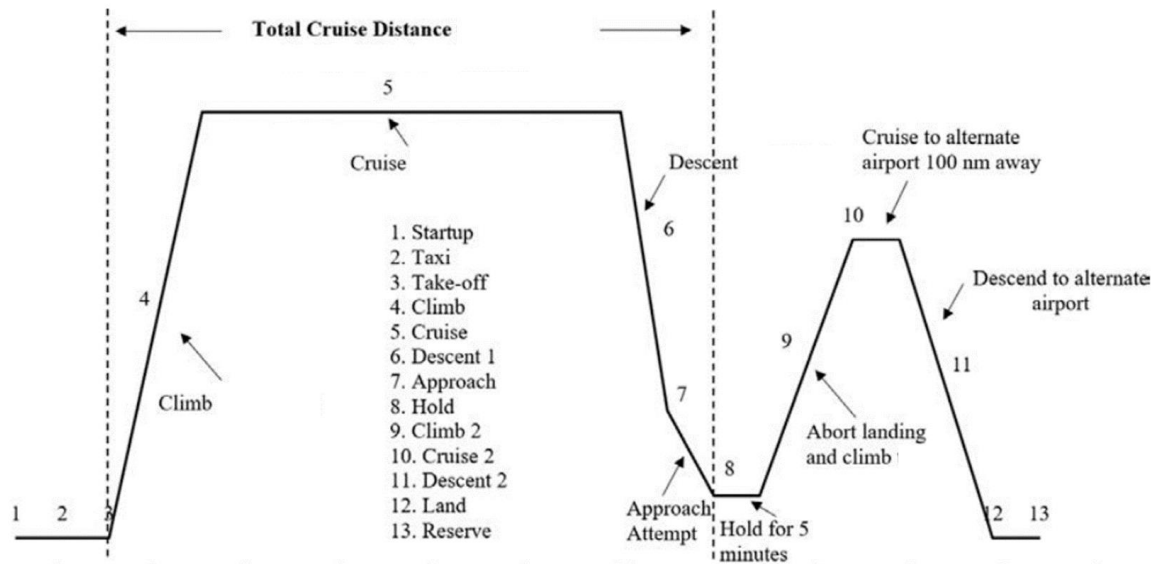 Total Cruise Distance
5
Cruise
Descent
Cruise to alternate
airport 100 nm away
10
6
1. Startup
2. Taxi
3. Take-off
4. Climb
5. Cruise
6. Descent 1
7. Approach
8. Hold
9. Climb 2
10. Cruise 2
11. Descent 2
12. Land
13. Reserve
4
Climb
Descend to alternate
airport
9
11
7
Abort landing
and climb
8
Approach
Attempt
Hold for 5
minutes
1
2
3
12
13